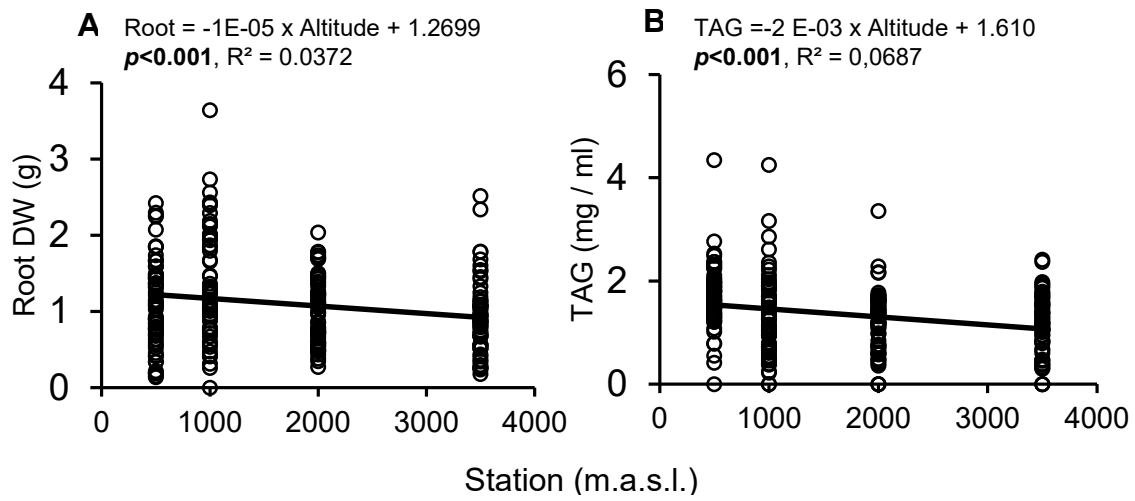 A Root = -1E-05 x Altitude + 1.2699
p<0.001, R² = 0.0372
4
3
2
1
0
Root DW (g)
0 1000 2000 3000 4000
B TAG =-2 E-03 x Altitude + 1.610
p<0.001, R² = 0,0687
6
4
2
0
TAG (mg / ml)
0 1000 2000 3000 4000
Station (m.a.s.l.)